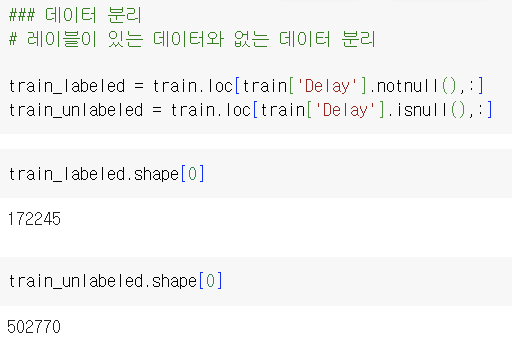 ### 데이터 분리
# 레이블이 있는 데이터와 없는 데이터 분리
train_labeled = train.loc[train['Delay'].notnull(),:]
train_unlabeled = train.loc[train['Delay'].isnull(),:]
train_labeled.shape[0]
172245
train_unlabeled.shape[0]
502770